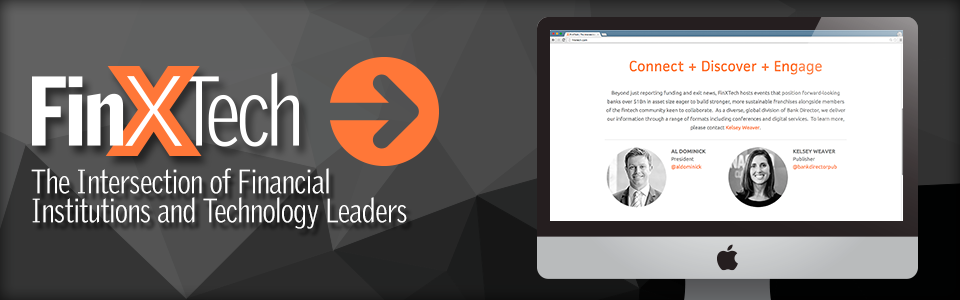 FinXTech
The Intersection of Financial
Institutions and Technology Leaders
Connect + Discover + Engage
Beyond just reporting funding and exit news, FinXTech hosts events that position forward-looking
banks over $1Bn in asset size eager to build stronger, more sustainable franchises alongside members
of the fintech community keen to collaborate. As a diverse, global division of Bank Director, we deliver
our information through a range of formats including conferences and digital services. To learn more,
please contact Kelsey Weaver.
AL DOMINICK
President
@aldominick
KELSEY WEAVER
Publisher
@bankdirectorpub